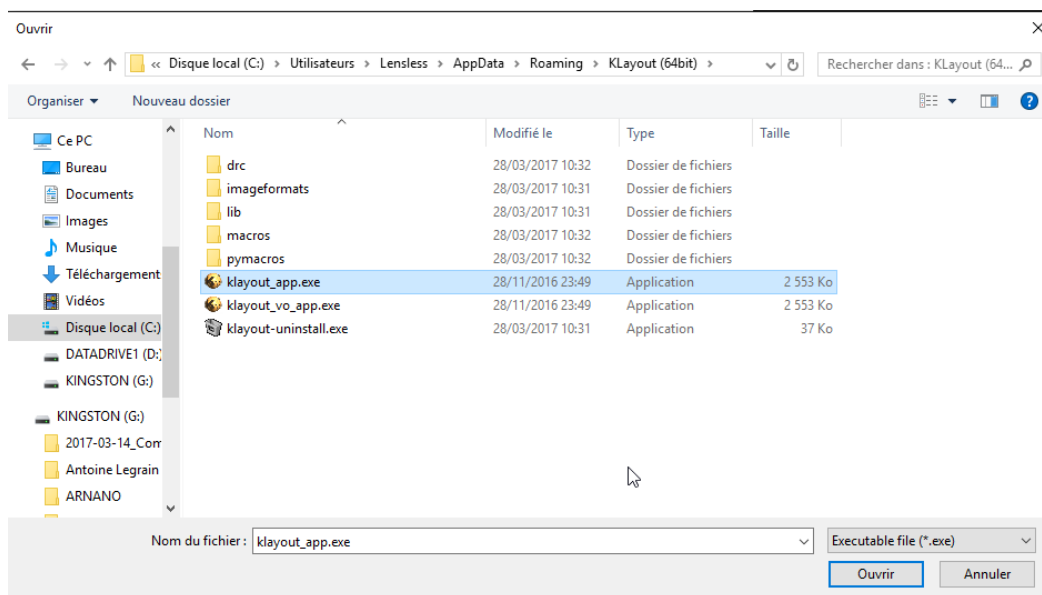 Ouvrir
« Disque local (C:) > Utilisateurs > Lensless > AppData > Roaming > KLayout (64bit) >
Rechercher dans : KLayout (64...
Organiser
Nouveau dossier
Ce PC
Bureau
Documents
Images
Musique
Téléchargement
Vidéos
Disque local (C:)
DATADRIVE1 (D:)
KINGSTON (G:)
KINGSTON (G:)
2017-03-14_Com
Antoine Legrain
ARNANO
Nom Modifié le Type Taille
drc 28/03/2017 10:32 Dossier de fichiers
imageformats 28/03/2017 10:31 Dossier de fichiers
lib 28/03/2017 10:31 Dossier de fichiers
macros 28/03/2017 10:32 Dossier de fichiers
pymacros 28/03/2017 10:32 Dossier de fichiers
klayout_app.exe 28/11/2016 23:49 Application 2 553 Ko
klayout_vo_app.exe 28/11/2016 23:49 Application 2 553 Ko
klayout-uninstall.exe 28/03/2017 10:31 Application 37 Ko
Nom du fichier : klayout_app.exe
Executable file (*.exe)
Ouvrir
Annuler